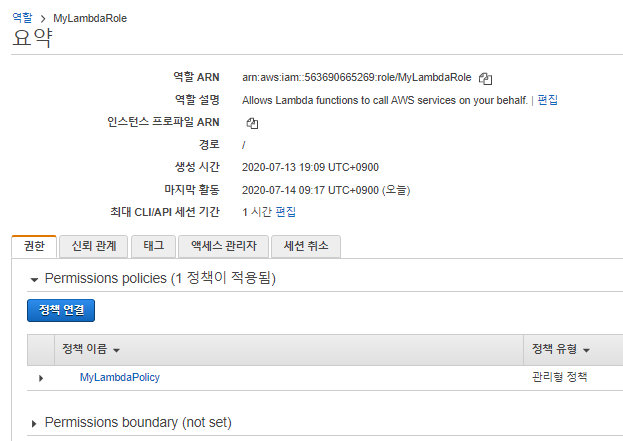 역할 > MyLambdaRole
요약
역할 ARN arn:aws:iam::563690665269:role/MyLambdaRole
역할 설명 Allows Lambda functions to call AWS services on your behalf. | 편집
인스턴스 프로파일 ARN
경로 /
생성 시간 2020-07-13 19:09 UTC+0900
마지막 활동 2020-07-14 09:17 UTC+0900 (오늘)
최대 CLI/API 세션 기간 1 시간 편집
권한 신뢰 관계 태그 액세스 관리자 세션 취소
Permissions policies (1 정책이 적용됨)
정책 연결
정책 이름 정책 유형
MyLambdaPolicy 관리형 정책
Permissions boundary (not set)